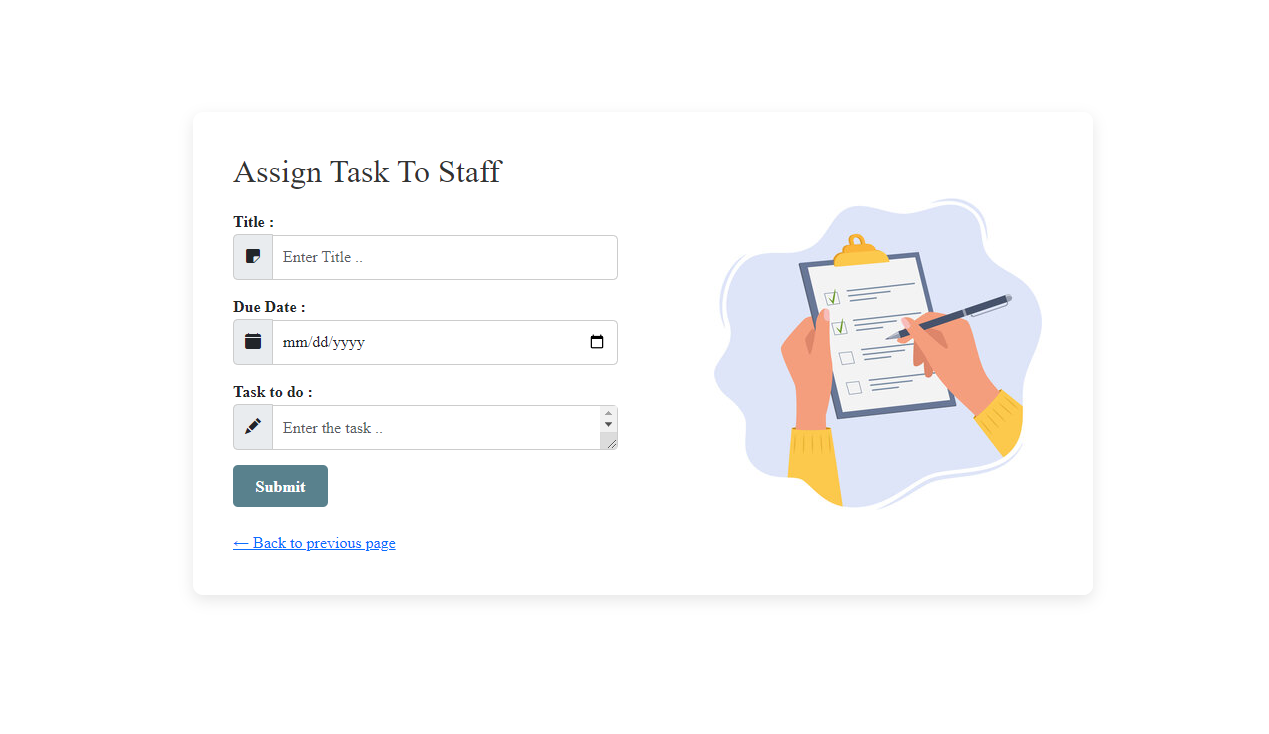 Assign Task To Staff
Title :
Enter Title ..
Due Date :
mm/dd/yyyy
Task to do :
Enter the task ..
Submit
← Back to previous page